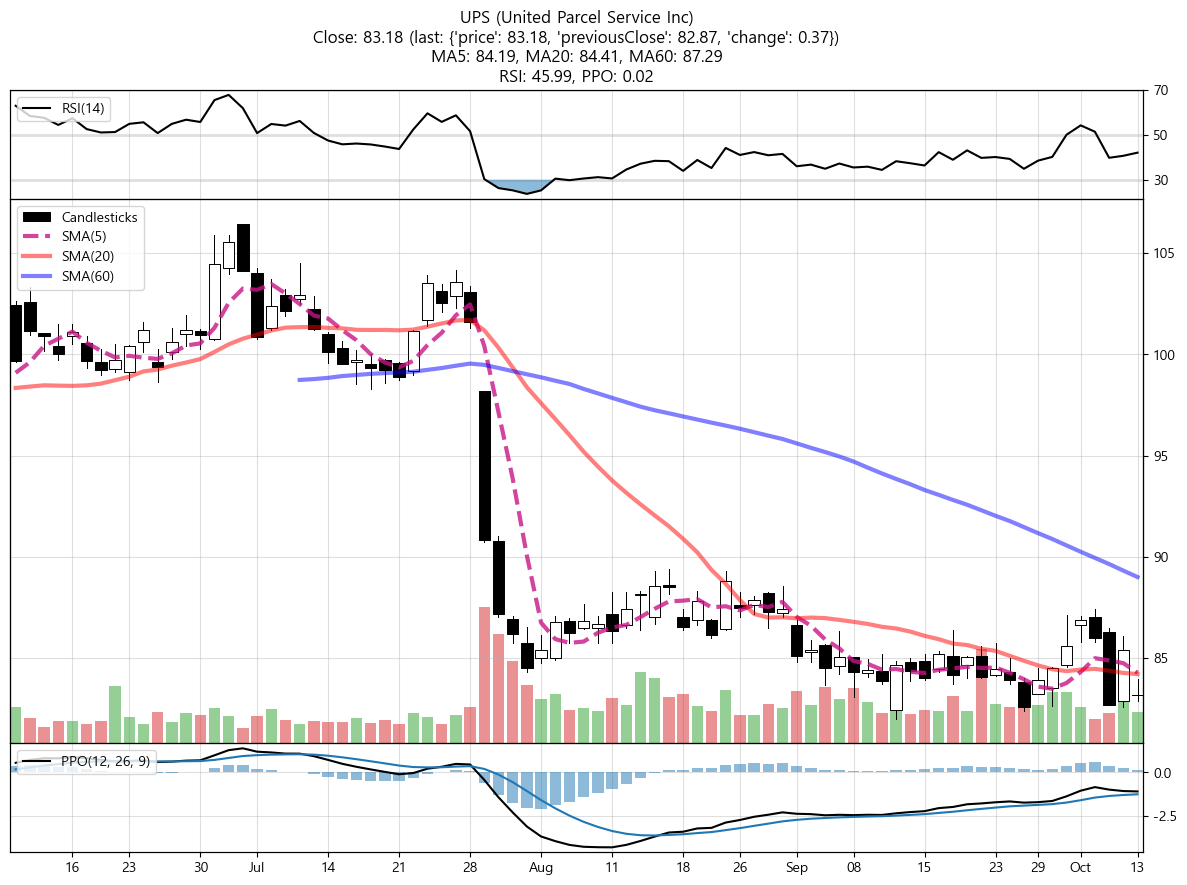 UPS (United Parcel Service Inc)
Close: 83.18 (last: {'price': 83.18, 'previousClose': 82.87, 'change': 0.37})
MA5: 84.19, MA20: 84.41, MA60: 87.29
RSI: 45.99, PPO: 0.02
RSI(14)
70
50
30
Candlesticks
SMA(5)
SMA(20)
SMA(60)
105
100
95
90
85
PPO(12, 26, 9)
0.0
-2.5
16 23 30 Jul 14 21 28 Aug 11 18 26 Sep 08 15 23 29 Oct 13